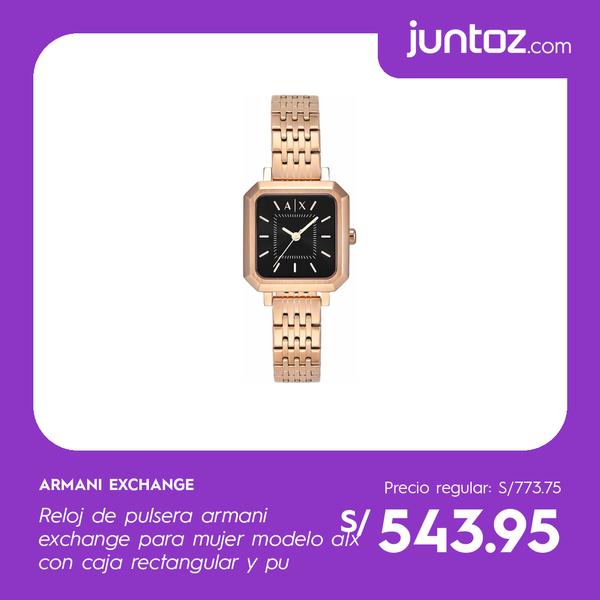 juntoz.com
A|X
ARMANI EXCHANGE
Precio regular: S/773.75
Reloj de pulsera armani
exchange para mujer modelo a|x
con caja rectangular y pu
S/ 543.95